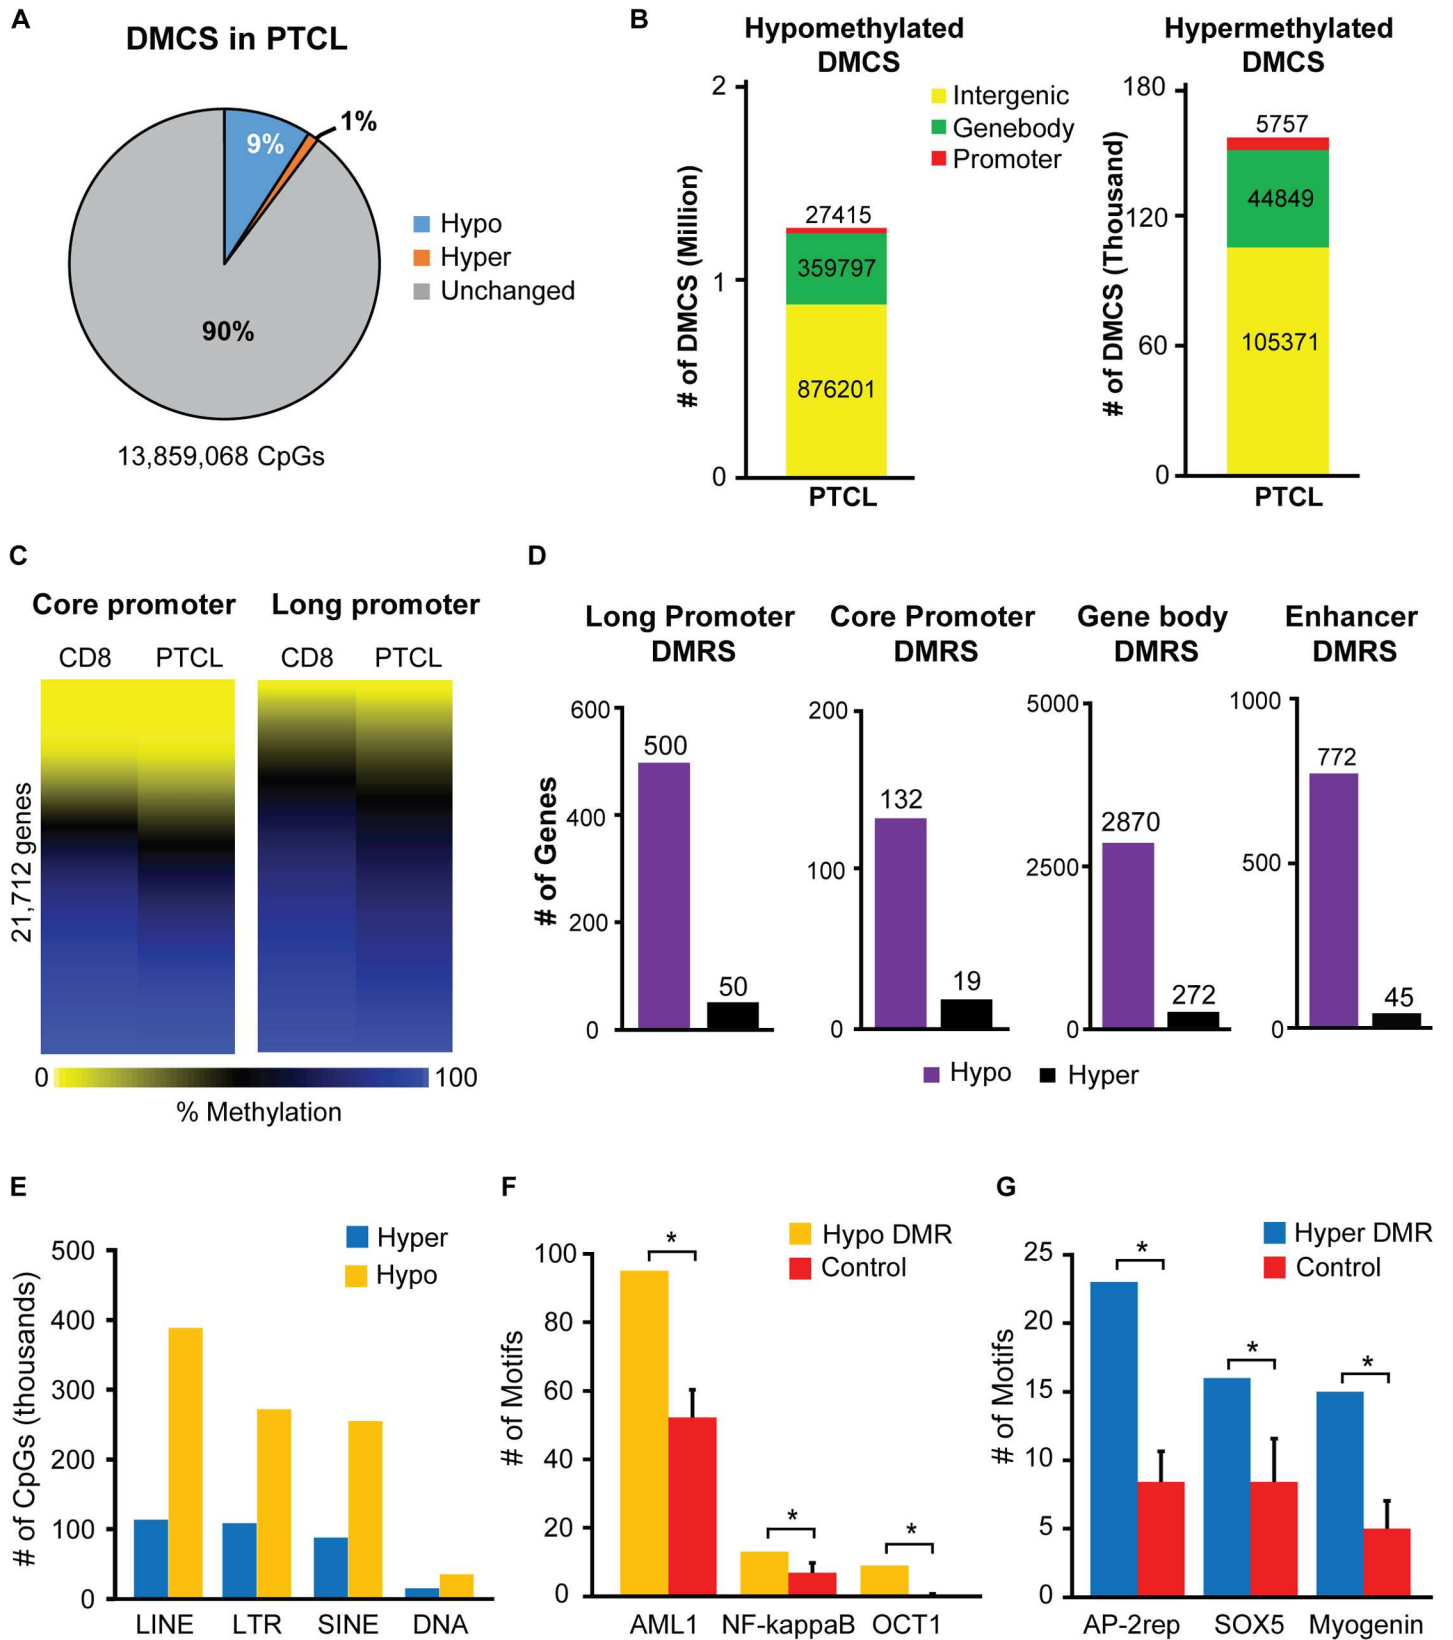 A
DMCS in PTCL
9%
1%
90%
Hypo
Hyper
Unchanged
13,859,068 CpGs
B
Hypomethylated
DMCS
# of DMCS (Million)
2
1
0
27415
359797
876201
PTCL
Intergenic
Genebody
Promoter
Hypermethylated
DMCS
# of DMCS (Thousand)
180
120
60
0
5757
44849
105371
PTCL
C
Core promoter
Long promoter
CD8 PTCL
CD8 PTCL
21,712 genes
0
100
% Methylation
D
Long Promoter
DMRS
# of Genes
600
400
200
0
500
50
Core Promoter
DMRS
200
100
0
132
19
Gene body
DMRS
5000
2500
0
2870
272
Enhancer
DMRS
1000
500
0
772
45
Hypo
Hyper
E
# of CpGs (thousands)
500
400
300
200
100
0
Hyper
Hypo
LINE LTR SINE DNA
F
# of Motifs
100
80
60
40
20
0
Hypo DMR
Control
*
*
*
AML1 NF-kappaB OCT1
G
# of Motifs
25
20
15
10
5
0
Hyper DMR
Control
*
*
*
AP-2rep SOX5 Myogenin